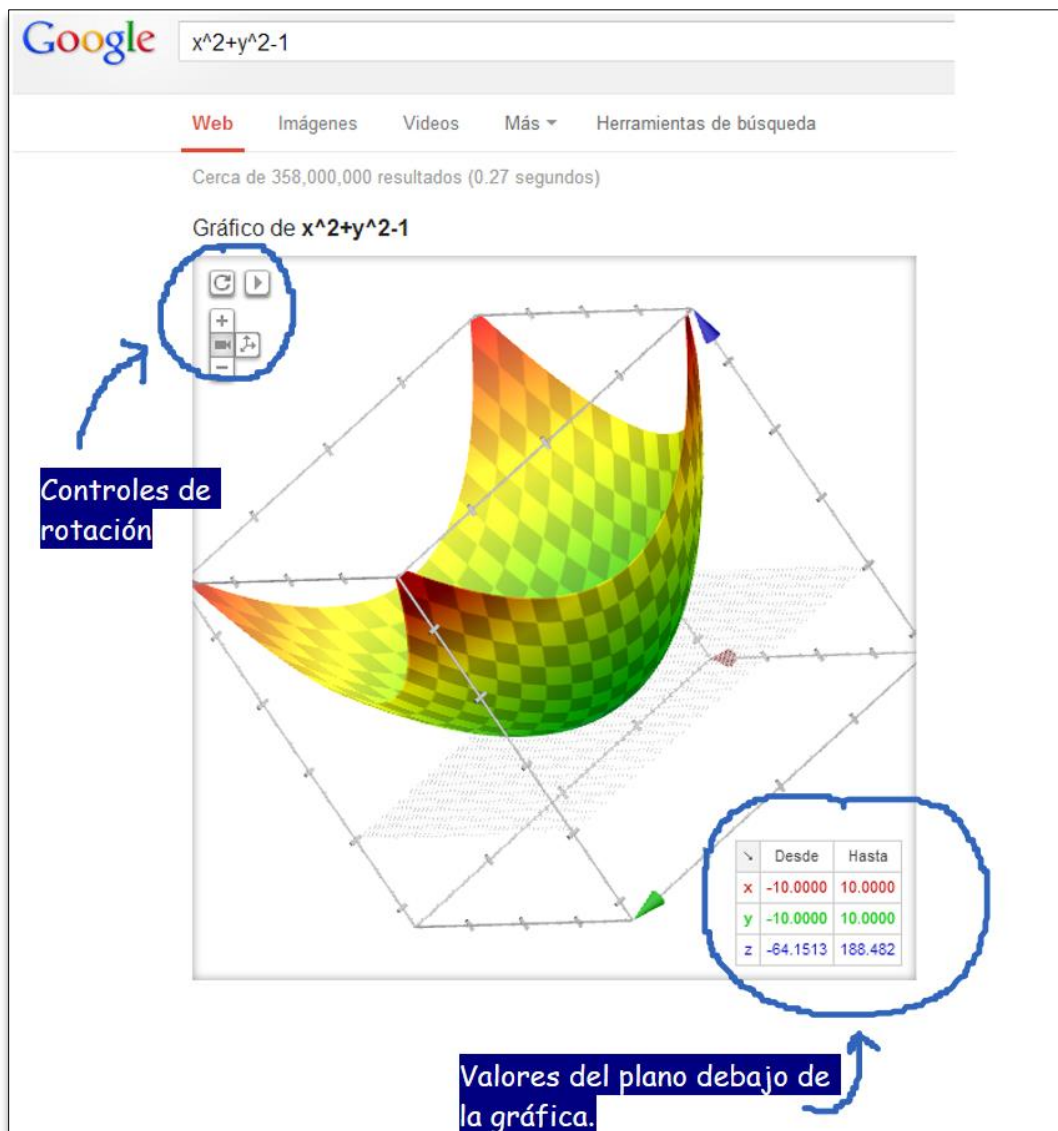 Google
x^2+y^2-1
Web Imágenes Videos Más Herramientas de búsqueda
Cerca de 358,000,000 resultados (0.27 segundos)
Gráfico de x^2+y^2-1
Controles de
rotación
Desde Hasta
x -10.0000 10.0000
y -10.0000 10.0000
z -64.1513 188.482
Valores del plano debajo de
la gráfica.